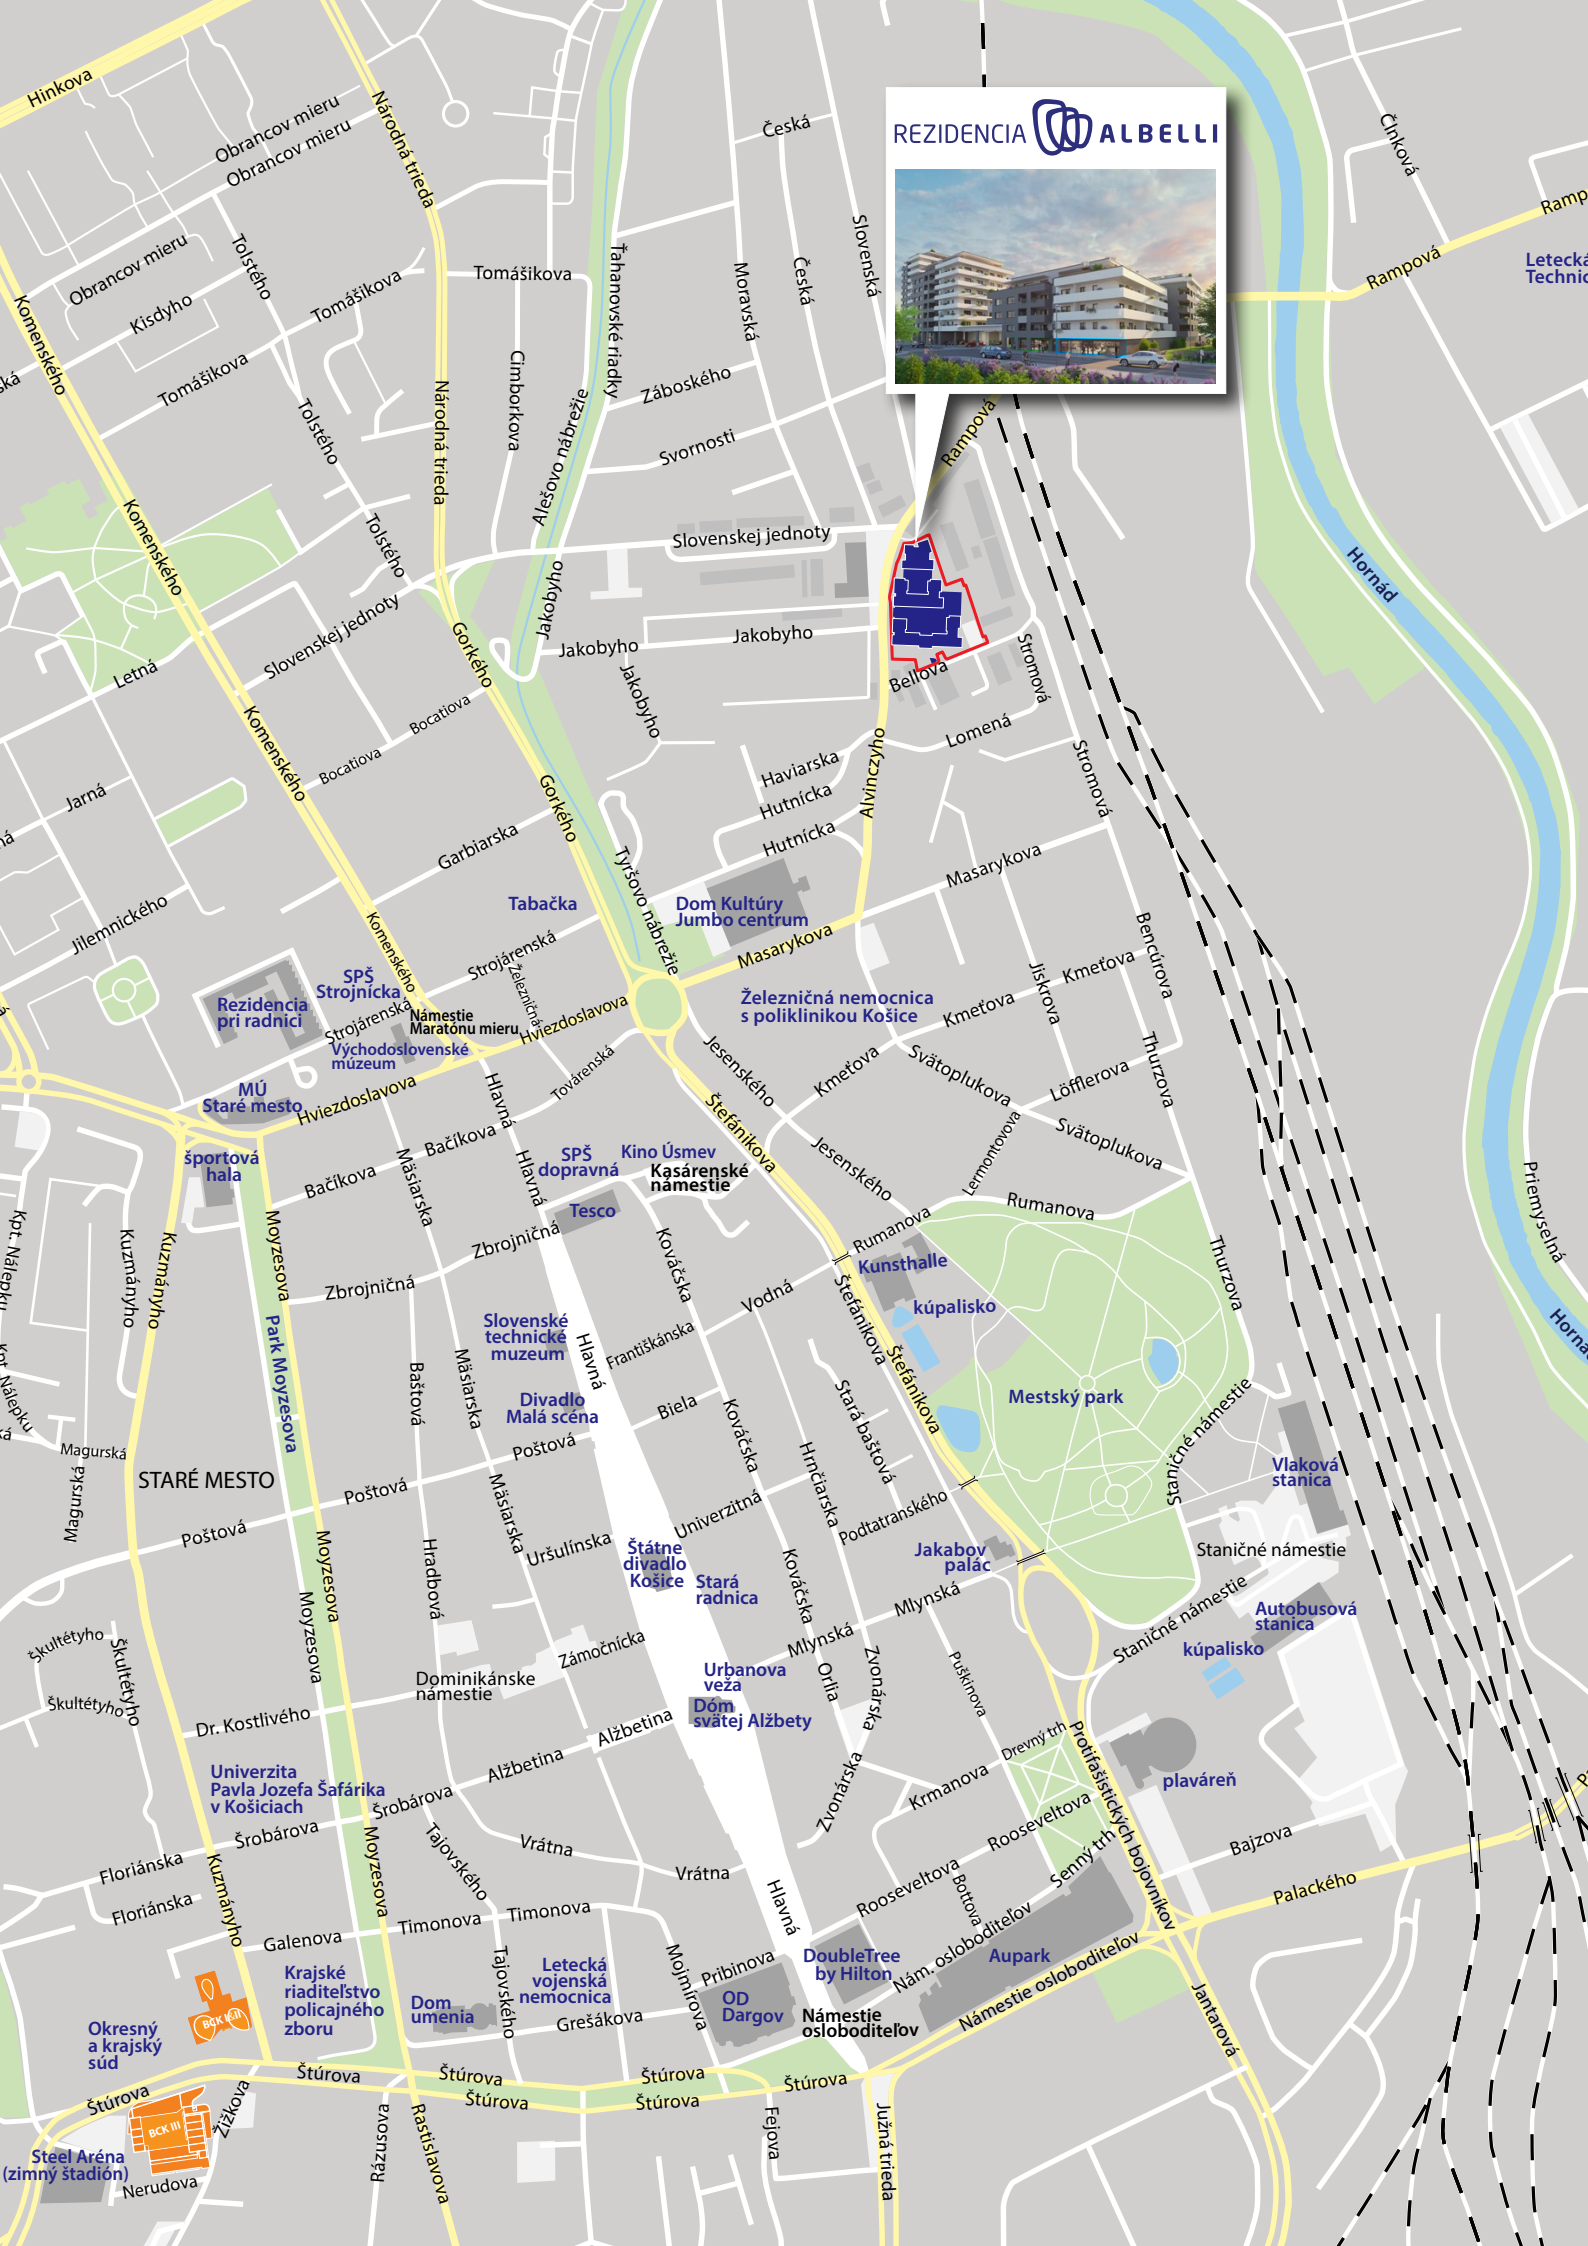 Hinkova
Obrancov mieru
Obrancov mieru
Národná trieda
Česká
REZIDENCIA ALBELLI
Čínková
Rampová
Letecká
Obrancov mieru
Tolstého
Kisdyho
Tomášikova
Tomášikova
Ťahanovské riadky
Moravská
Česká
Slovenská
Komenského
Tomášikova
Cimborkova
Národná trieda
Alešovo nábrežie
Záboského
Svornosti
Rampová
Tolstého
Komenského
Tolstého
Slovenskej jednoty
Jakobyho
Slovenskej jednoty
Hornád
Letná
Gorkého
Jakobyho
Jakobyho
Jakobyho
Bellova
Stromová
Komenského
Bocatiova
Bocatiova
Lomená
Alvinczyho
Haviarska
Hutnícka
Hutnícka
Stromová
Jarná
Gorkého
Garbiarska
Tyršovo nábrežie
Masarykova
Tabačka
Dom Kultúry
Jumbo centrum
Masarykova
Jilemnického
Komenského
Strojárenská
Železničná
Bencúrova
Kmeťova
Jiskrova
Rezidencia
pri radnici
SPŠ
Strojnícka
Strojárenská
Námestie
Maratónu mieru
Hviezdoslavova
Východoslovenské
múzeum
Železničná nemocnica
s poliklinikou Košice
Kmeťova
Kmeťova
Jesenského
Svätoplukova
Löfflerova
Thurzova
MÚ
Staré mesto
Hviezdoslavova
Hlavná
Továrenská
Štefánikova
Lermontovova
Svätoplukova
športová
hala
Bačíkova
Bačíkova
Mäsiarska
Hlavná
SPŠ
dopravná
Kino Úsmev
Kasárenské
námestie
Jesenského
Rumanova
Rumanova
Priemyselná
Kpt. Nálepku
Kuzmányho
Kuzmányho
Moyzesova
Tesco
Zbrojničná
Zbrojničná
Kováčska
Vodná
Štefánikova
Kunsthalle
kúpalisko
Thurzova
Park Moyzesova
Slovenské
technické
muzeum
Hlavná
Františkánska
Štefánikova
Baštová
Mäsiarska
Divadlo
Malá scéna
Biela
Kováčska
Stará baštová
Mestský park
Staničné námestie
Magurská
Magurská
STARÉ MESTO
Poštová
Poštová
Poštová
Mäsiarska
Hrnčiarska
Podtatranského
Staničné námestie
Vlaková
stanica
Moyzesova
Hradbová
Uršulínska
Univerzitná
Štátne
divadlo
Košice
Stará
radnica
Kováčska
Mlynská
Mlynská
Jakabov
palác
Staničné námestie
Autobusová
stanica
kúpalisko
Škultétyho
Škultétyho
Škultétyho
Moyzesova
Dominikánske
námestie
Zámočnícka
Urbanova
veža
Dóm
svätej Alžbety
Orlia
Zvonárska
Puškinova
Dr. Kostlivého
Alžbetina
Alžbetina
Zvonárska
Drevný trh
Krmanova
Protifašistických bojovníkov
plaváreň
Univerzita
Pavla Jozefa Šafárika
v Košiciach
Šrobárova
Šrobárova
Tajovského
Vrátna
Vrátna
Rooseveltova
Rooseveltova
Senný trh
Bottova
Bajzova
Palackého
Floriánska
Floriánska
Kuzmányho
Moyzesova
Timonova
Timonova
Hlavná
Galenova
Krajské
riaditeľstvo
policajného
zboru
Dom
umenia
Tajovského
Letecká
vojenská
nemocnica
Grešákova
Mojmírova
Pribinova
OD
Dargov
DoubleTree
by Hilton
Nám. osloboditeľov
Námestie
osloboditeľov
Aupark
Námestie osloboditeľov
Jantárová
BCK I&II
Okresný
a krajský
súd
Štúrova
Štúrova
Štúrova
Štúrova
Štúrova
Štúrova
Štúrova
BCK III
Žižkova
Steel Aréna
(zimný štadión)
Nerudova
Rázusova
Rastislavova
Fejova
Južná trieda